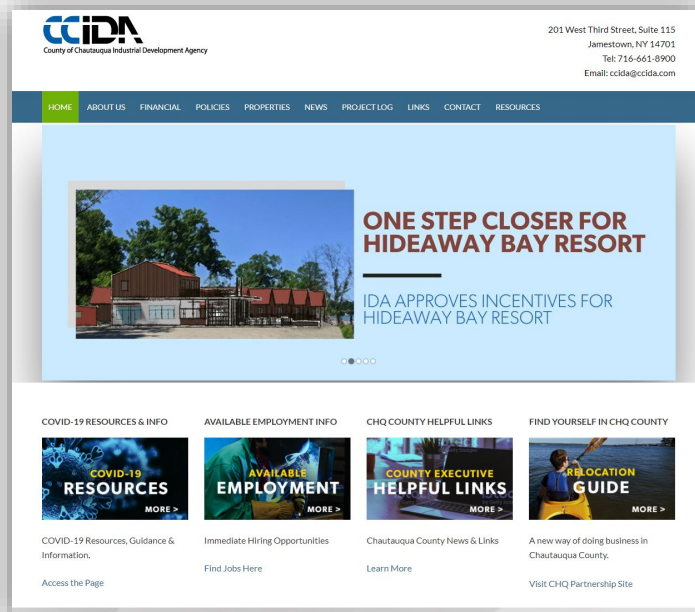 CCIDA
County of Chautauqua Industrial Development Agency
201 West Third Street, Suite 115
Jamestown, NY 14701
Tel: 716-661-8900
Email: ccida@ccida.com
HOME ABOUT US FINANCIAL POLICIES PROPERTIES NEWS PROJECT LOG LINKS CONTACT RESOURCES
ONE STEP CLOSER FOR
HIDEAWAY BAY RESORT
IDA APPROVES INCENTIVES FOR
HIDEAWAY BAY RESORT
COVID-19 RESOURCES & INFO
COVID-19
RESOURCES
MORE >
COVID-19 Resources, Guidance &
Information.
Access the Page
AVAILABLE EMPLOYMENT INFO
AVAILABLE
EMPLOYMENT
MORE >
Immediate Hiring Opportunities
Find Jobs Here
CHQ COUNTY HELPFUL LINKS
COUNTY EXECUTIVE
HELPFUL LINKS
MORE >
Chautauqua County News & Links
Learn More
FIND YOURSELF IN CHQ COUNTY
RELOCATION
GUIDE
MORE >
A new way of doing business in
Chautauqua County.
Visit CHQ Partnership Site